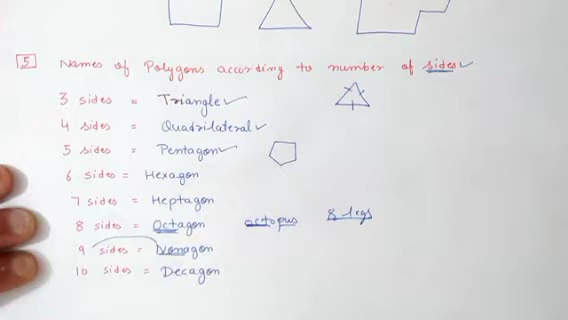 5 Names of Polygons according to number of sides
3 sides = Triangle
4 sides = Quadrilateral
5 sides = Pentagon
6 sides = Hexagon
7 sides = Heptagon
8 sides = Octagon octopus 8 legs
9 sides = Nonagon
10 sides = Decagon